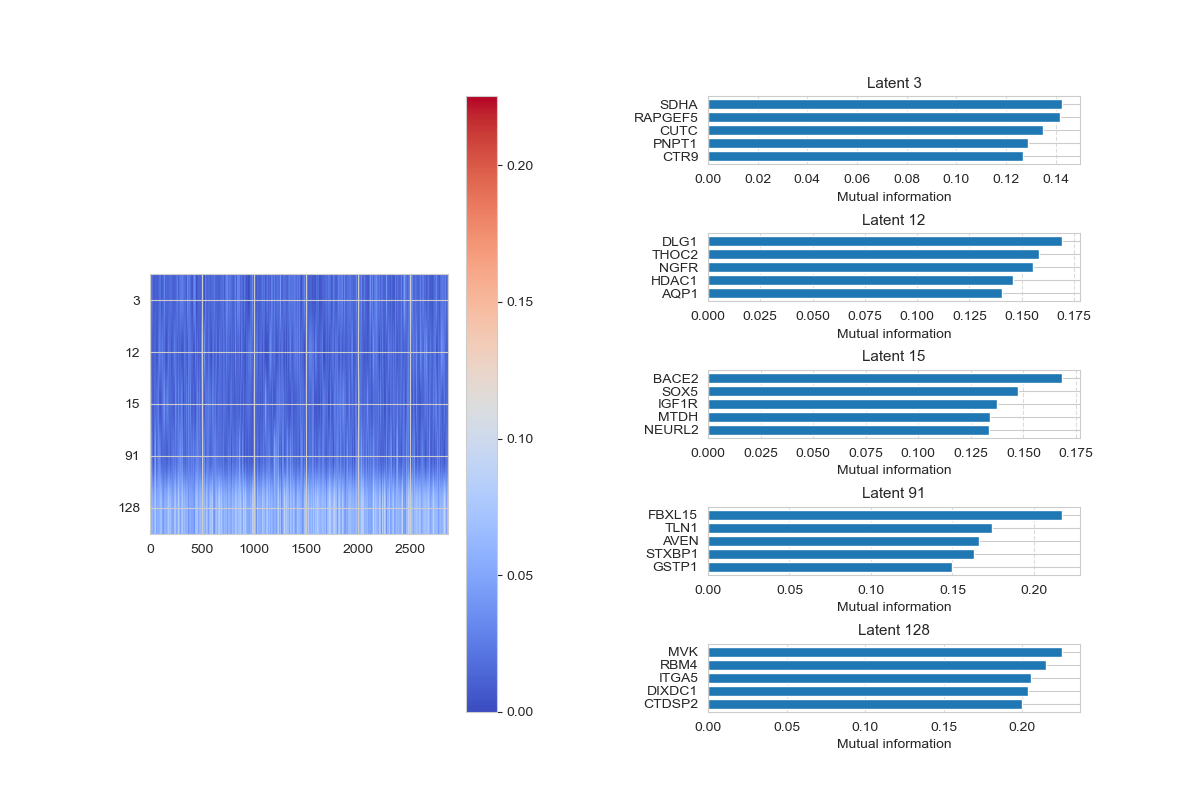 3
12
15
91
128
0 500 1000 1500 2000 2500
0.20
0.15
0.10
0.05
0.00
Latent 3
SDHA
RAPGEF5
CUTC
PNPT1
CTR9
0.00 0.02 0.04 0.06 0.08 0.10 0.12 0.14
Mutual information
Latent 12
DLG1
THOC2
NGFR
HDAC1
AQP1
0.000 0.025 0.050 0.075 0.100 0.125 0.150 0.175
Mutual information
Latent 15
BACE2
SOX5
IGF1R
MTDH
NEURL2
0.000 0.025 0.050 0.075 0.100 0.125 0.150 0.175
Mutual information
Latent 91
FBXL15
TLN1
AVEN
STXBP1
GSTP1
0.00 0.05 0.10 0.15 0.20
Mutual information
Latent 128
MVK
RBM4
ITGA5
DIXDC1
CTDSP2
0.00 0.05 0.10 0.15 0.20
Mutual information